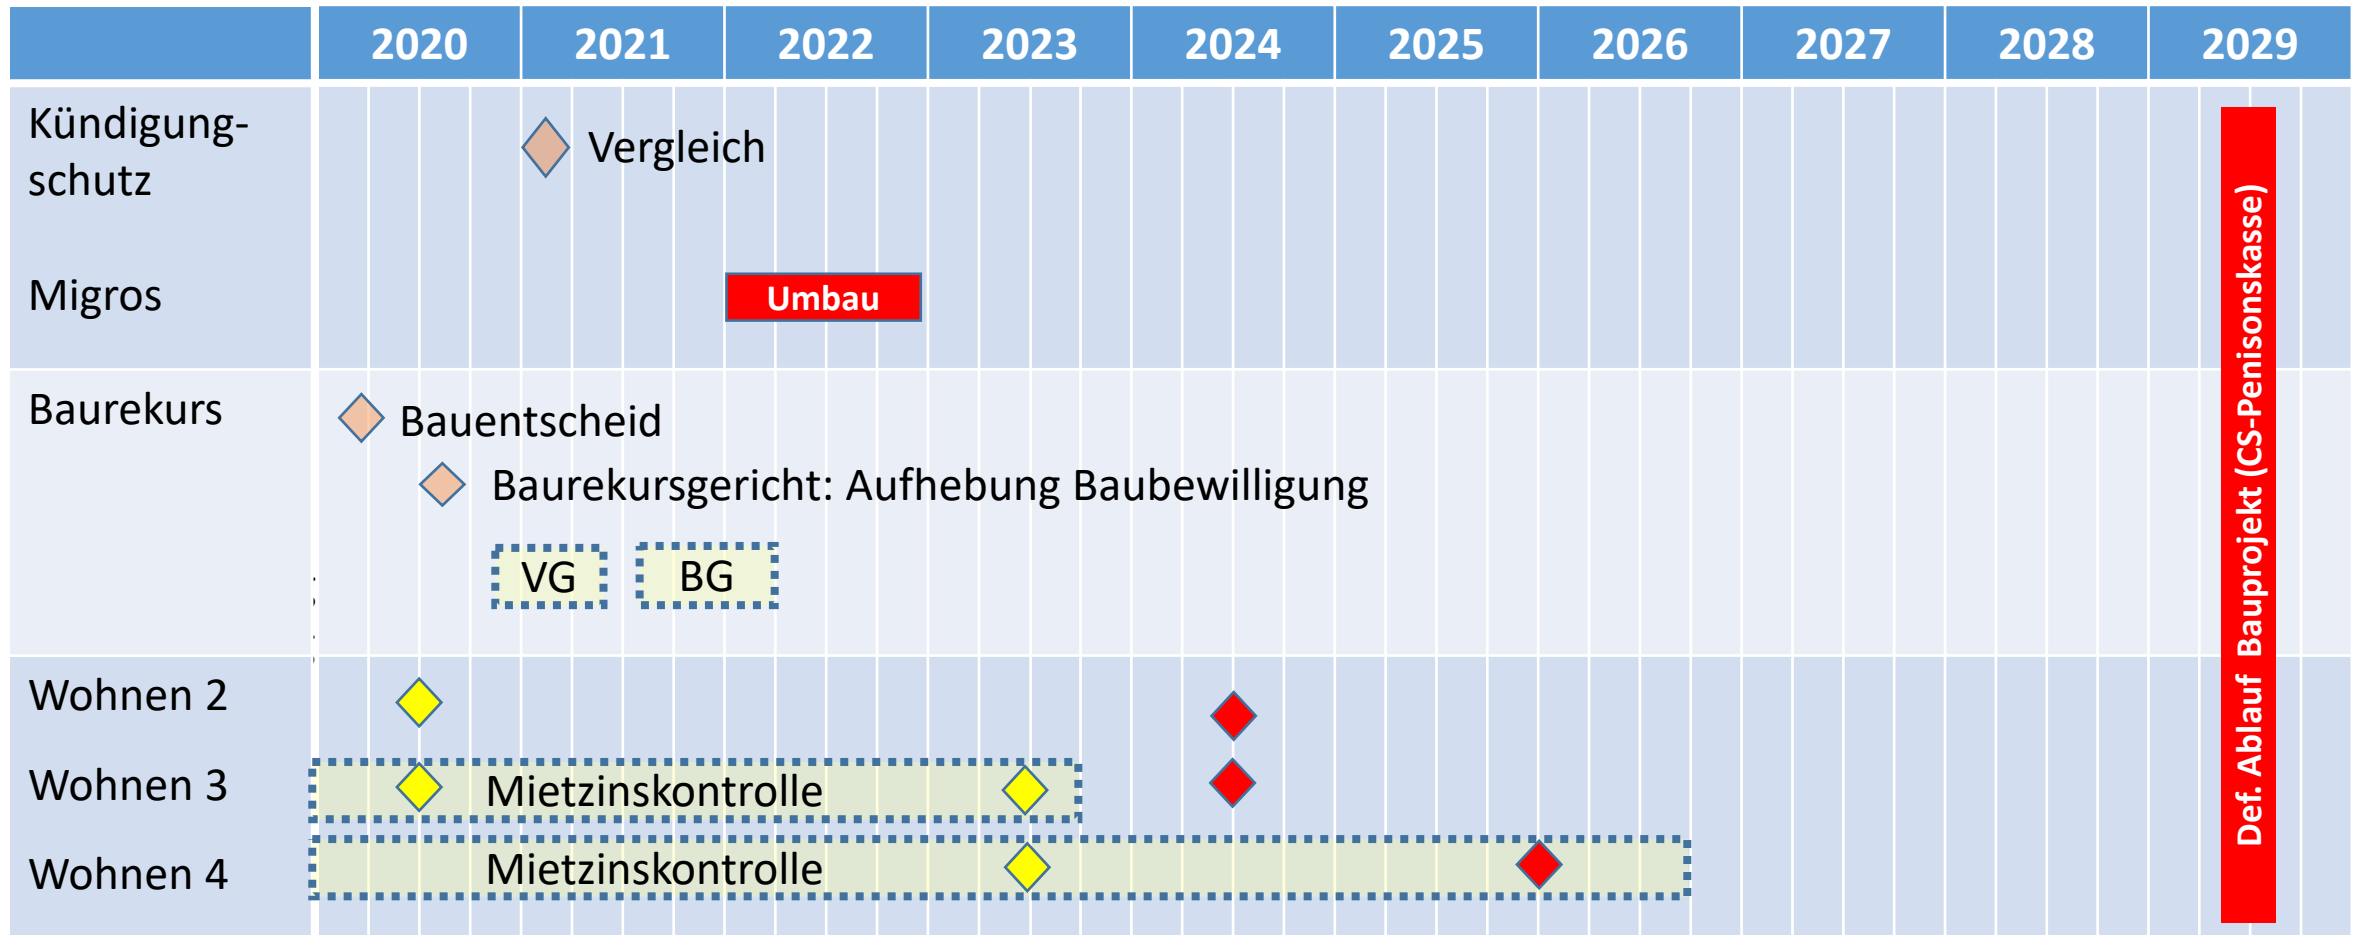 2020 2021 2022 2023 2024 2025 2026 2027 2028 2029
Kündigung-
schutz
Vergleich
Migros
Umbau
Baurekurs
Bauentscheid
Baurekursgericht: Aufhebung Baubewilligung
VG BG
Wohnen 2
Wohnen 3 Mietzinskontrolle
Wohnen 4 Mietzinskontrolle
Def. Ablauf Bauprojekt (CS-Penisonskasse)